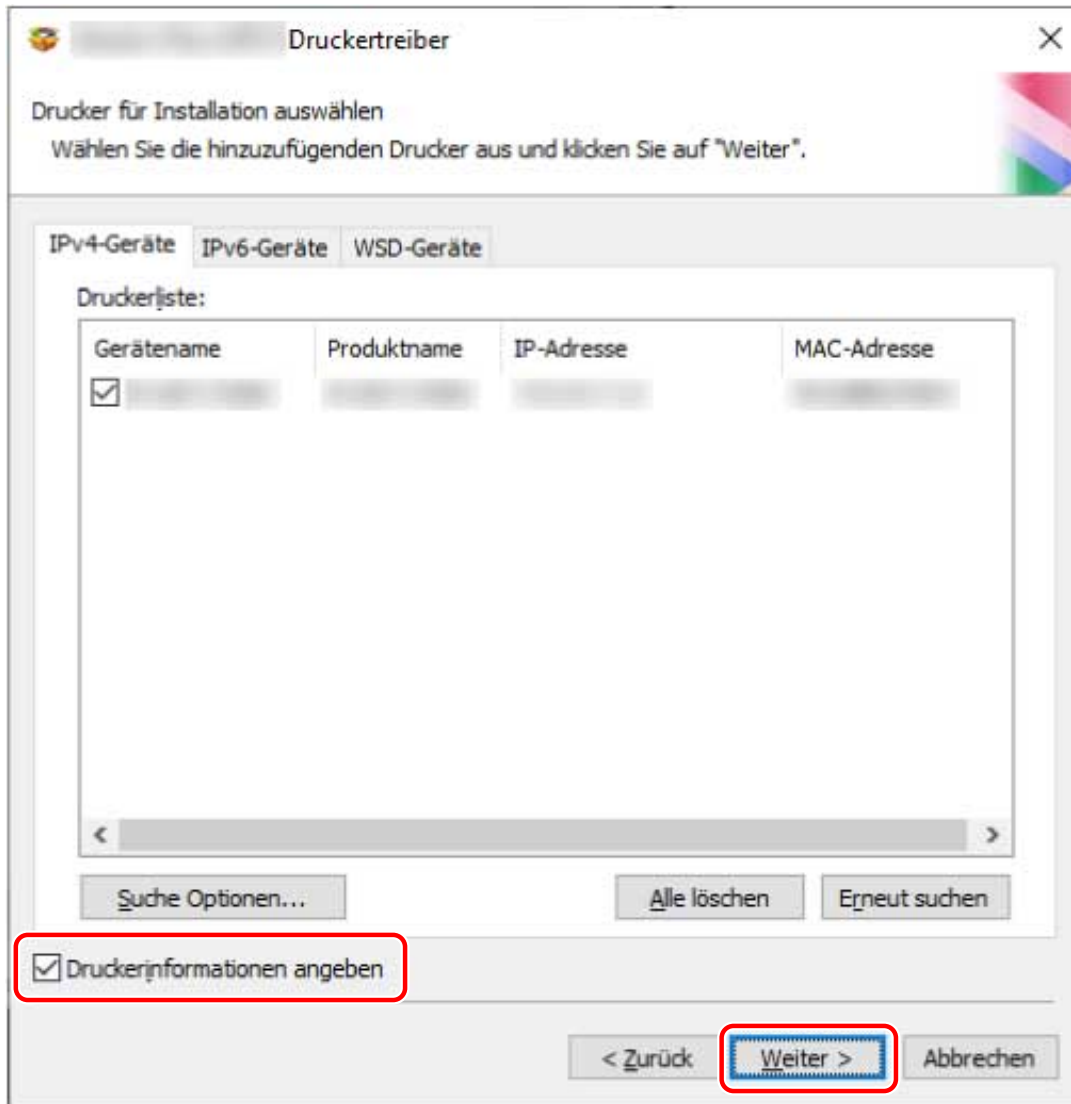 Druckertreiber
Drucker für Installation auswählen
Wählen Sie die hinzuzufügenden Drucker aus und klicken Sie auf "Weiter".
IPv4-Geräte IPv6-Geräte WSD-Geräte
Druckerliste:
Gerätename Produktname IP-Adresse MAC-Adresse
Suche Optionen... Alle löschen Erneut suchen
Druckerinformationen angeben
< Zurück Weiter > Abbrechen